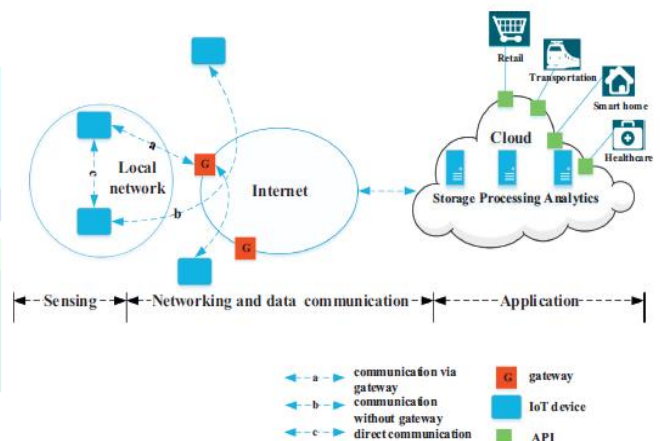 Retail
Transportation
Smart home
Healthcare
Cloud
Storage Processing Analytics
a
G
Local
network
c
b
Internet
G
Sensing
Networking and data communication
Application
a communication via
gateway
b communication
without gateway
c direct communication
G gateway
IoT device
API